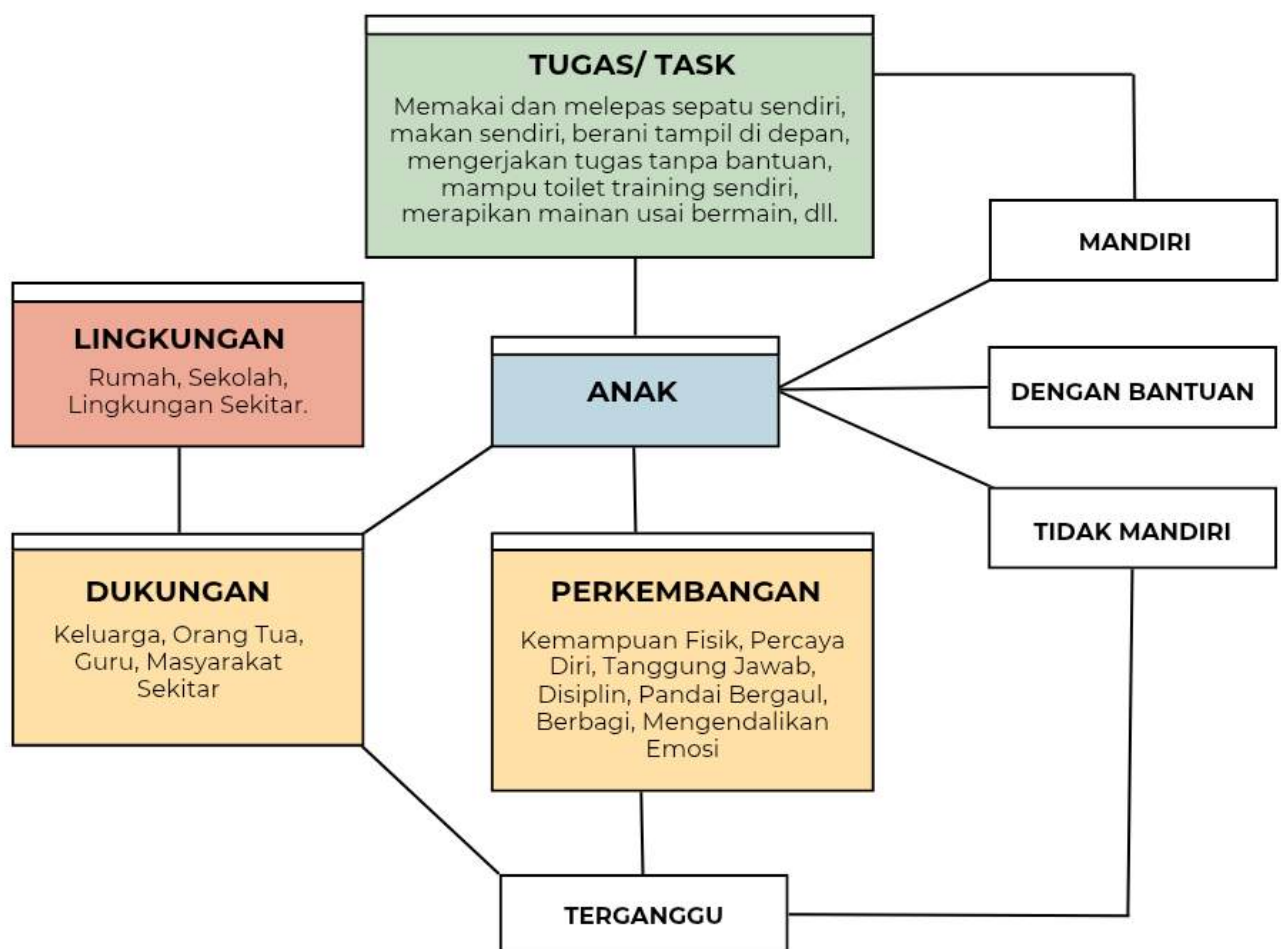 TUGAS/ TASK
Memakai dan melepas sepatu sendiri,
makan sendiri, berani tampil di depan,
mengerjakan tugas tanpa bantuan,
mampu toilet training sendiri,
merapikan mainan usai bermain, dll.
MANDIRI
LINGKUNGAN
Rumah, Sekolah,
Lingkungan Sekitar.
ANAK
DENGAN BANTUAN
TIDAK MANDIRI
DUKUNGAN
Keluarga, Orang Tua,
Guru, Masyarakat
Sekitar
PERKEMBANGAN
Kemampuan Fisik, Percaya
Diri, Tanggung Jawab,
Disiplin, Pandai Bergaul,
Berbagi, Mengendalikan
Emosi
TERGANGGU